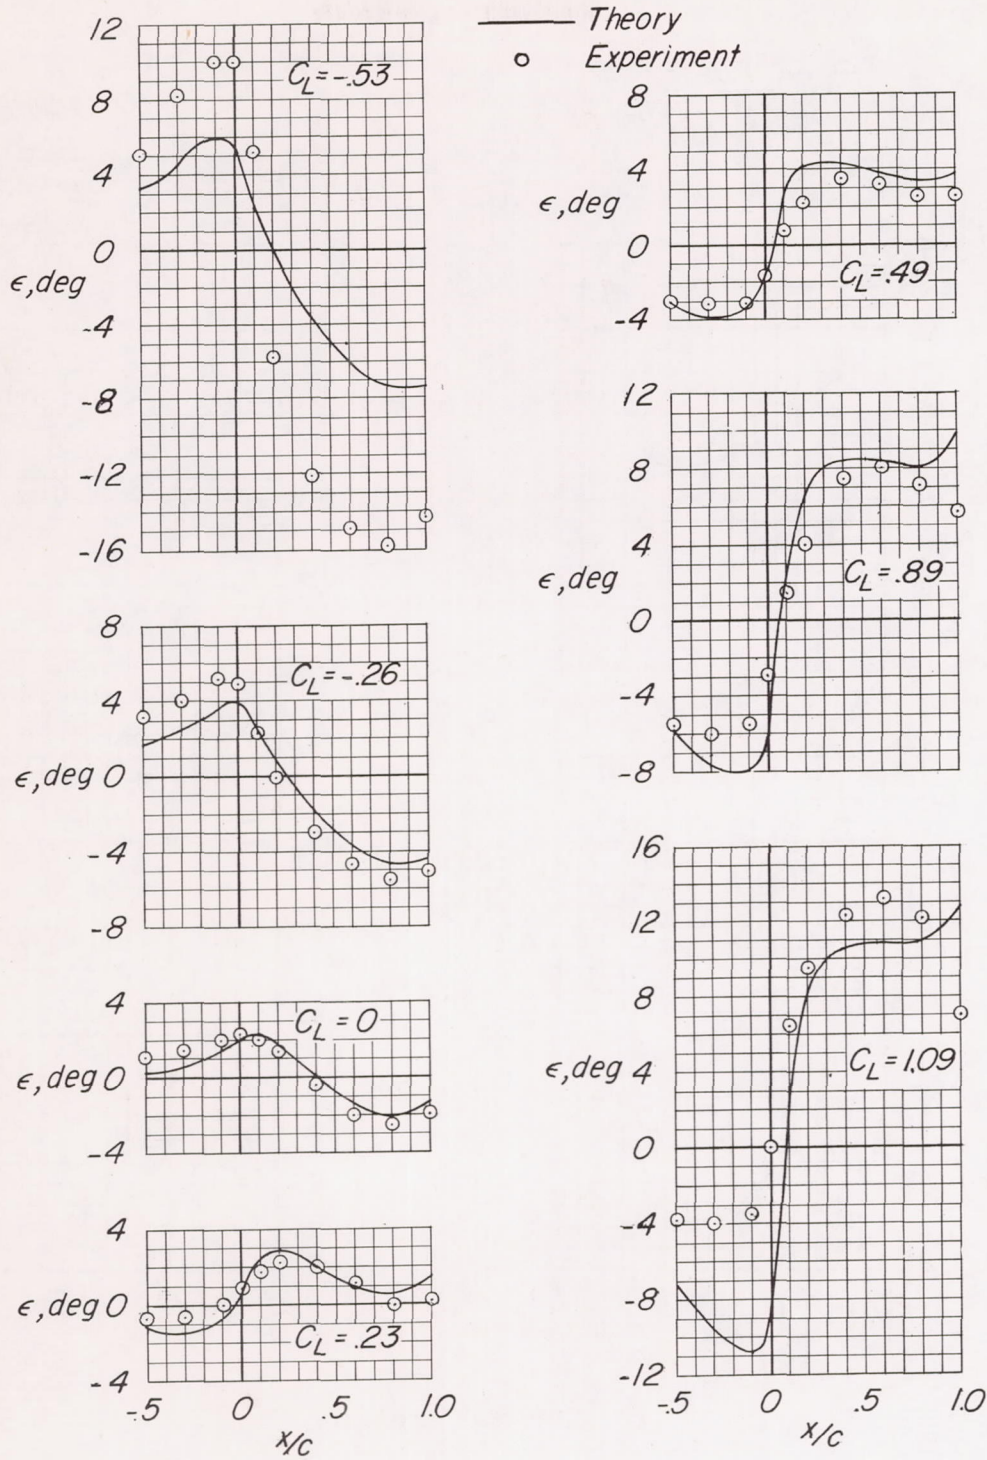 Theory
Experiment
12
8
4
0
-4
-8
-12
-16
ϵ,deg
C_L=-.53
8
4
0
-4
-8
ϵ,deg
C_L=-.26
4
0
-4
ϵ,deg
C_L=0
4
0
-4
ϵ,deg
C_L=.23
-.5 0 .5 1.0
x/c
8
4
0
-4
ϵ,deg
C_L=.49
12
8
4
0
-4
-8
ϵ,deg
C_L=.89
16
12
8
4
0
-4
-8
-12
ϵ,deg
C_L=1.09
-.5 0 .5 1.0
x/c